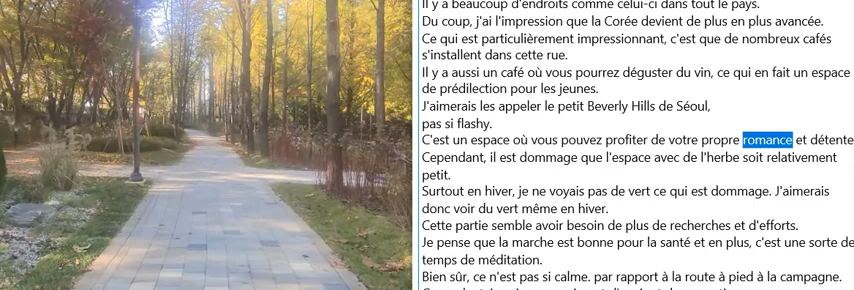 Il y a beaucoup d'endroits comme celui-ci dans tout le pays.
Du coup, j'ai l'impression que la Corée devient de plus en plus avancée.
Ce qui est particulièrement impressionnant, c'est que de nombreux cafés
s'installent dans cette rue.
Il y a aussi un café où vous pourrez déguster du vin, ce qui en fait un espace
de prédilection pour les jeunes.
J'aimerais les appeler le petit Beverly Hills de Séoul,
pas si flashy.
C'est un espace où vous pouvez profiter de votre propre romance et détente
Cependant, il est dommage que l'espace avec de l'herbe soit relativement
petit.
Surtout en hiver, je ne voyais pas de vert ce qui est dommage. J'aimerais
donc voir du vert même en hiver.
Cette partie semble avoir besoin de plus de recherches et d'efforts.
Je pense que la marche est bonne pour la santé et en plus, c'est une sorte de
temps de méditation.
Bien sûr, ce n'est pas si calme. par rapport à la route à pied à la campagne.